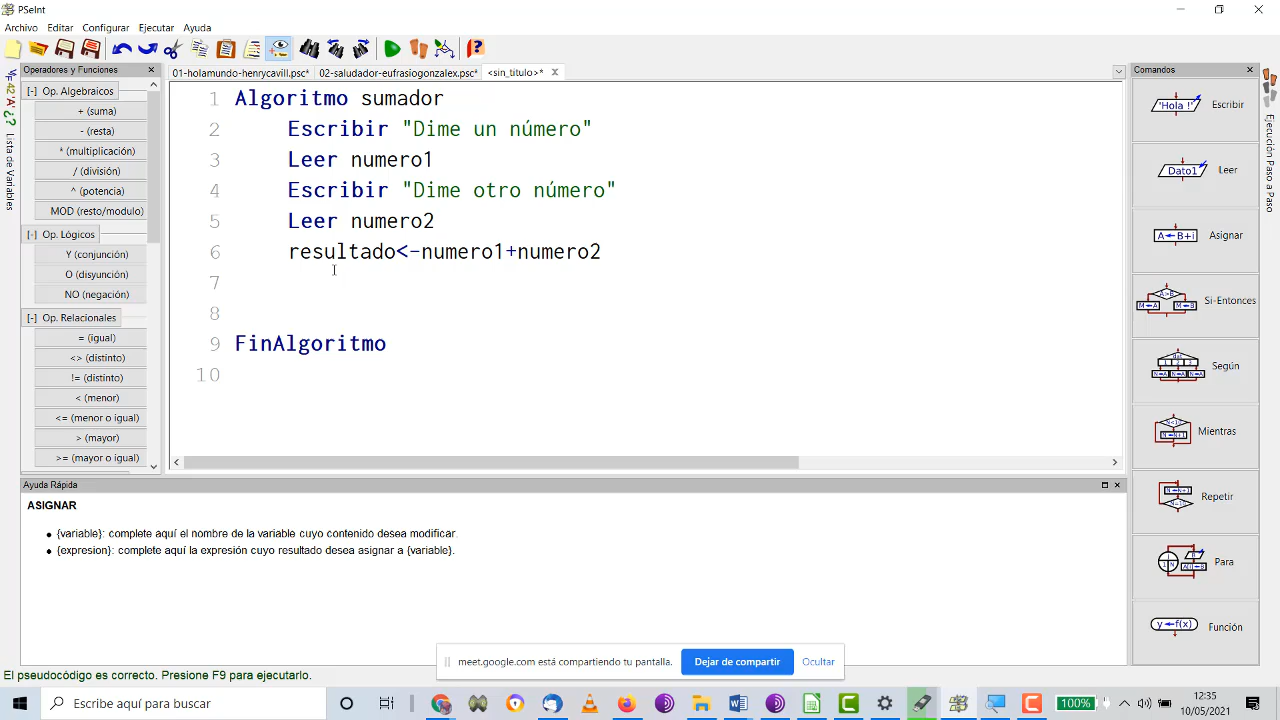 PSeInt
Archivo Editar Configurar Ejecutar Ayuda
Operadores y Funciones
01-holamundo-henrycavill.psc* 02-saludador-eufrasiogonzalez.psc* <sin_titulo>*
Comandos
[-] Op. Algebraicos
+ (suma)
- (resta)
* (multiplicación)
/ (división)
^ (potencia)
MOD (resto/modulo)
[-] Op. Lógicos
Y (conjunción)
O (disyunción)
NO (negación)
[-] Op. Relacionales
= (igual)
<> (distinto)
!= (distinto)
< (menor)
<= (menor o igual)
> (mayor)
>= (mayor o igual)
Lista de Variables
1 Algoritmo sumador
2 Escribir "Dime un número"
3 Leer numero1
4 Escribir "Dime otro número"
5 Leer numero2
6 resultado<-numero1+numero2
7
8
9 FinAlgoritmo
10
"Hola !" Escribir
Dato1 Leer
A←B+i Asignar
Si-Entonces
Según
Mientras
Repetir
Para
y←f(x) Función
Ejecución Paso a Paso
Ayuda Rápida
ASIGNAR
• {variable}: complete aquí el nombre de la variable cuyo contenido desea modificar.
• {expresion}: complete aquí la expresión cuyo resultado desea asignar a {variable}.
meet.google.com está compartiendo tu pantalla. Dejar de compartir Ocultar
El pseudocódigo es correcto. Presione F9 para ejecutarlo.
Escribe aquí para buscar
100%
12:35
10/05/2021